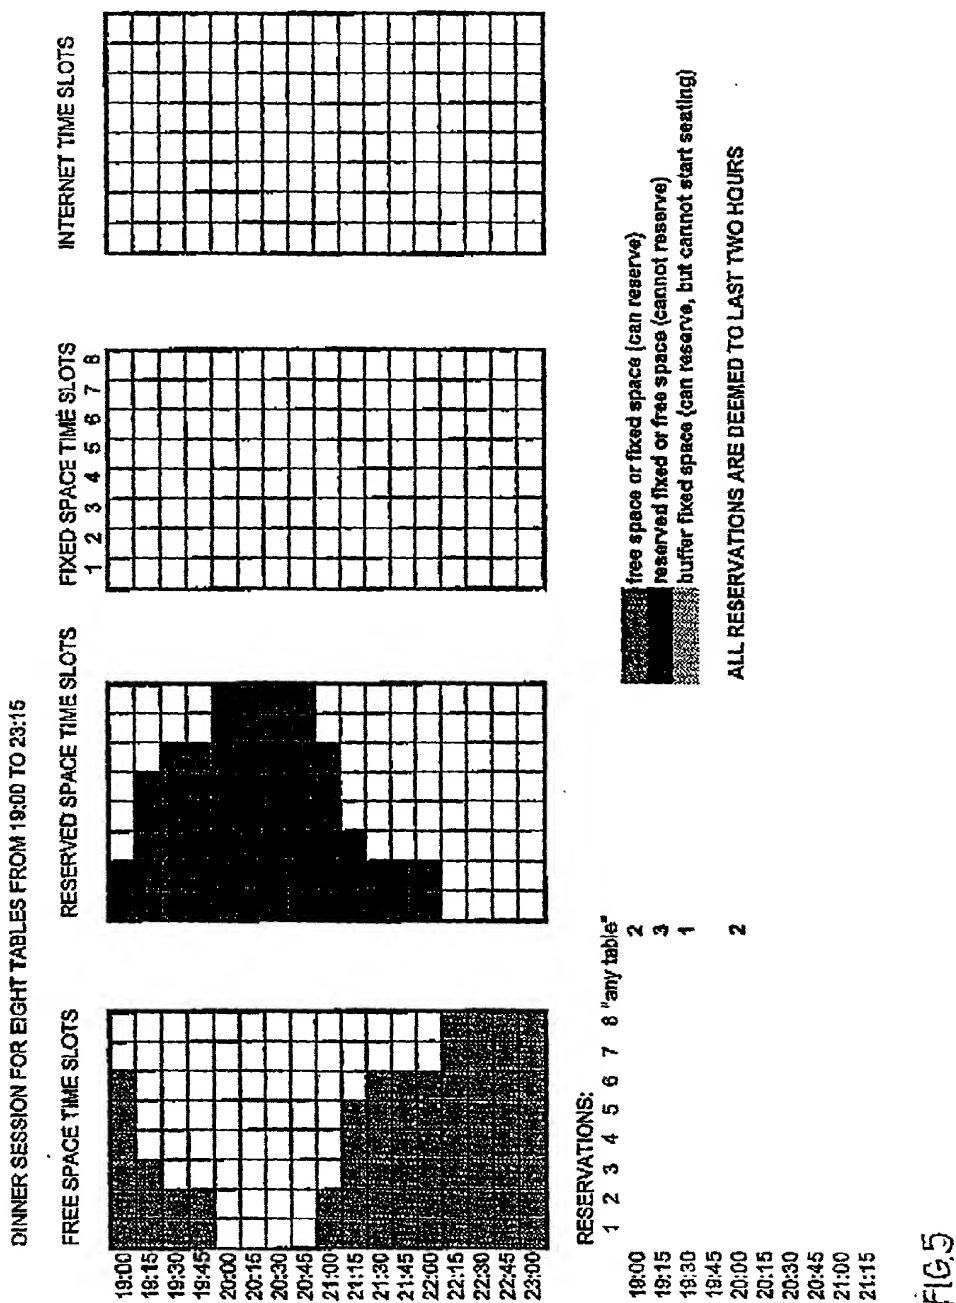 DINNER SESSION FOR EIGHT TABLES FROM 19:00 TO 23:15
FREE SPACE TIME SLOTS
RESERVED SPACE TIME SLOTS
FIXED SPACE TIME SLOTS
INTERNET TIME SLOTS
1 2 3 4 5 6 7 8
19:00
19:15
19:30
19:45
20:00
20:15
20:30
20:45
21:00
21:15
21:30
21:45
22:00
22:15
22:30
22:45
23:00
RESERVATIONS:
1 2 3 4 5 6 7 8 "any table"
19:00 2
19:15 3
19:30 1
19:45
20:00 2
20:15
20:30
20:45
21:00
21:15
free space or fixed space (can reserve)
reserved fixed or free space (cannot reserve)
buffer fixed space (can reserve, but cannot start seating)
ALL RESERVATIONS ARE DEEMED TO LAST TWO HOURS
FIG.5